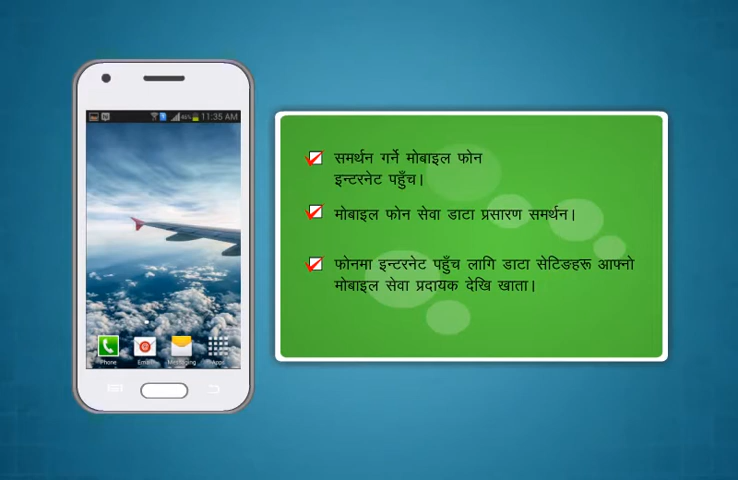 11:35 AM
समर्थन गर्ने मोबाइल फोन
इन्टरनेट पहुँच।
मोबाइल फोन सेवा डाटा प्रसारण समर्थन।
फोनमा इन्टरनेट पहुँच लागि डाटा सेटिङहरू आफ्नो
मोबाइल सेवा प्रदायक देखि खाता।
Phone Email Messaging Apps